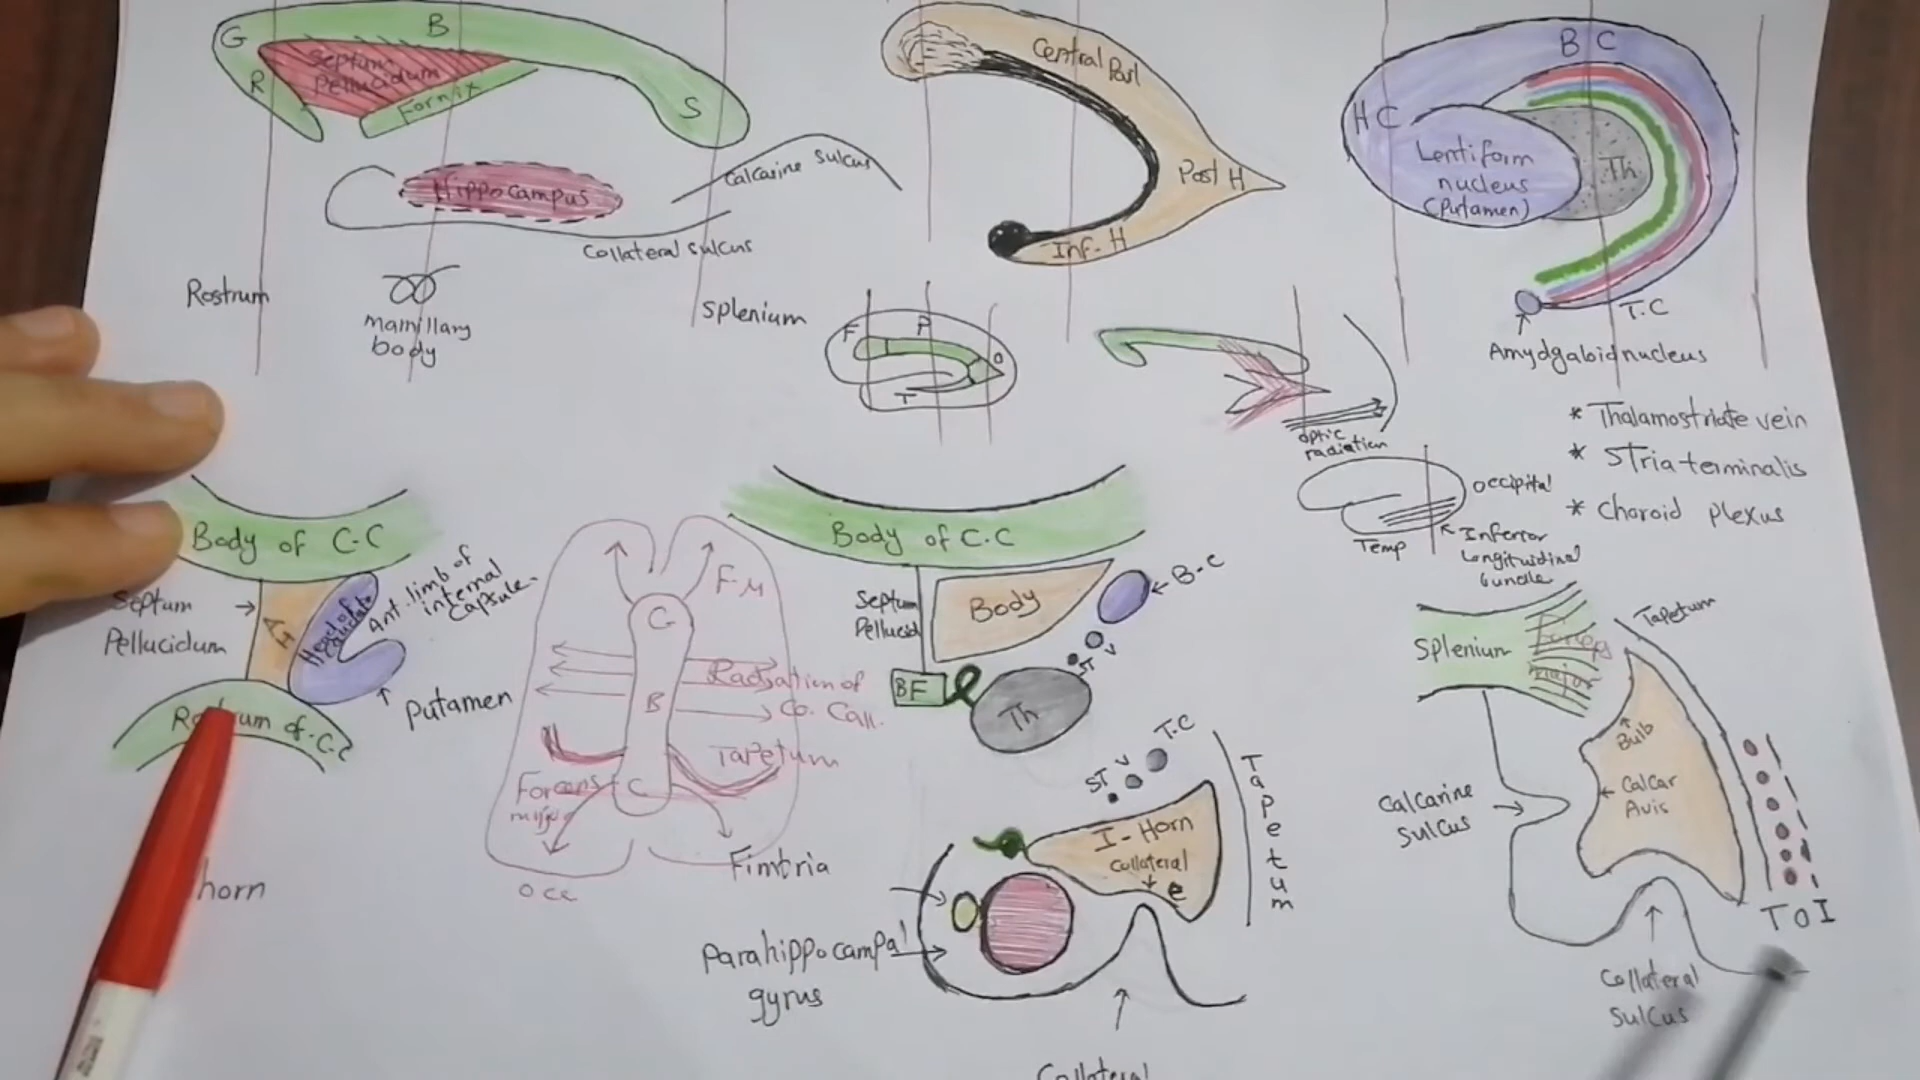 G
B
R
Septum
Pellucidum
Fornix
S
Hippocampus
Calcarine Sulcus
Collateral sulcus
Rostrum
mamillary
body
Splenium
Central Part
Post H
Inf. H
F
P
O
T
optic
radiation
B C
H C
Lentiform
nucleus
(Putamen)
Th
T.C
Amydgaloid nucleus
* Thalamostriate vein
* Stria terminalis
* Choroid plexus
Occipital
Temp
Inferior
Longitudinal
bundle
Body of C.C
Septum
Pellucidum
AH
Head of
Caudate
Ant. limb of
internal
Capsule.
Putamen
of C.C
horn
F.M
G
B
Radiation of
Co. Call.
Tapetum
Forceps
C
Occ
Body of C.C
Septum
Pellucid
Body
B-C
V
ST
BF
Th
T.C
V
ST
I-Horn
Collateral
e
Tapetum
Fimbria
Parahippocampal
gyrus
Collateral
Splenium
Forceps
major
Tapetum
Bulb
Calcar
Avis
Calcarine
Sulcus
T O I
Collateral
Sulcus